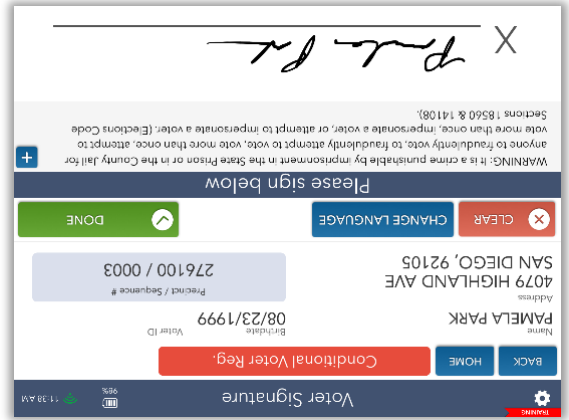 TRAINING
Voter Signature
98%
11:38 AM
BACK
HOME
Conditional Voter Reg.
Name
PAMELA PARK
Birthdate
08/23/1999
Voter ID
Address
4079 HIGHLAND AVE
SAN DIEGO, 92105
Precinct / Sequence #
276100 / 0003
CLEAR
CHANGE LANGUAGE
DONE
Please sign below
WARNING: It is a crime punishable by imprisonment in the State Prison or in the County Jail for
anyone to fraudulently vote, to fraudulently attempt to vote, vote more than once, attempt to
vote more than once, impersonate a voter, or attempt to impersonate a voter. (Elections Code
Sections 18560 & 14108).
X